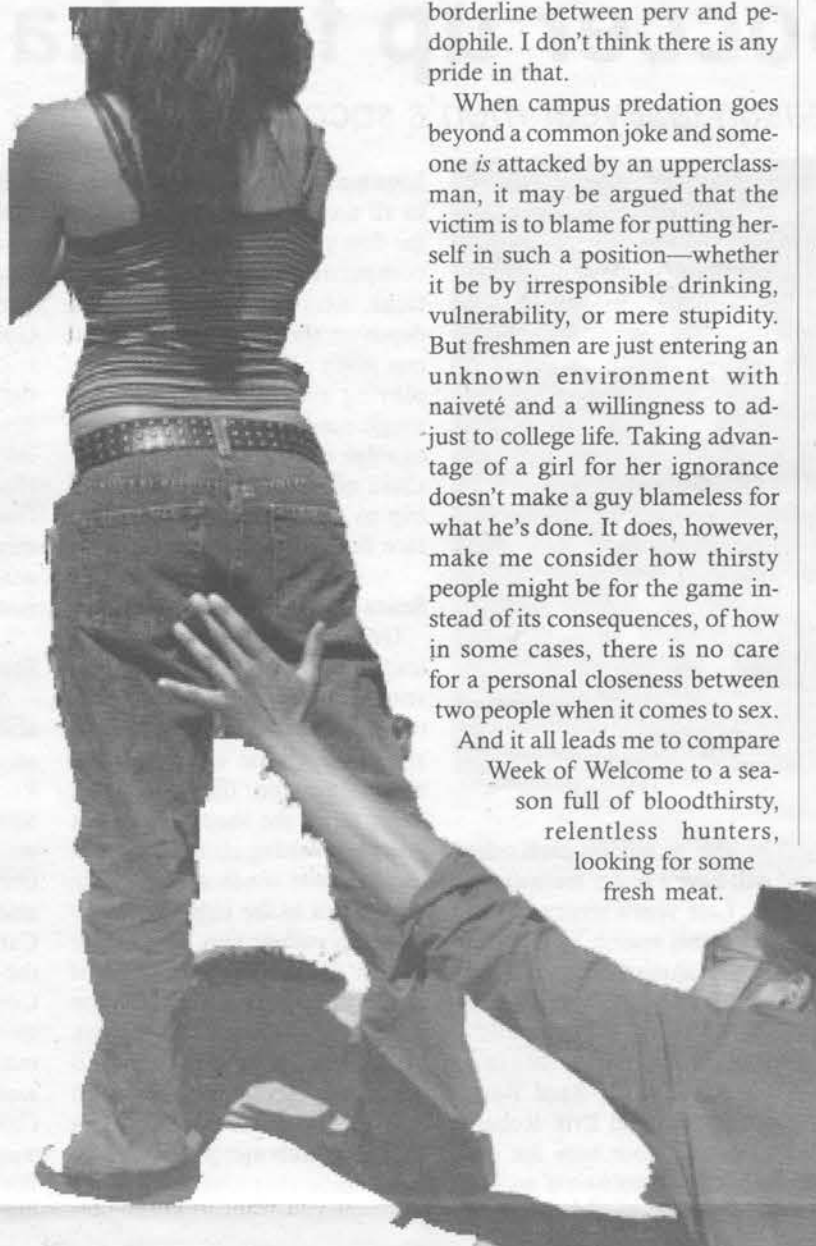 borderline between perv and pe-
dophile. I don't think there is any
pride in that.
When campus predation goes
beyond a common joke and some-
one is attacked by an upperclass-
man, it may be argued that the
victim is to blame for putting her-
self in such a position—whether
it be by irresponsible drinking,
vulnerability, or mere stupidity.
But freshmen are just entering an
unknown environment with
naiveté and a willingness to ad-
just to college life. Taking advan-
tage of a girl for her ignorance
doesn't make a guy blameless for
what he's done. It does, however,
make me consider how thirsty
people might be for the game in-
stead of its consequences, of how
in some cases, there is no care
for a personal closeness between
two people when it comes to sex.
And it all leads me to compare
Week of Welcome to a sea-
son full of bloodthirsty,
relentless hunters,
looking for some
fresh meat.